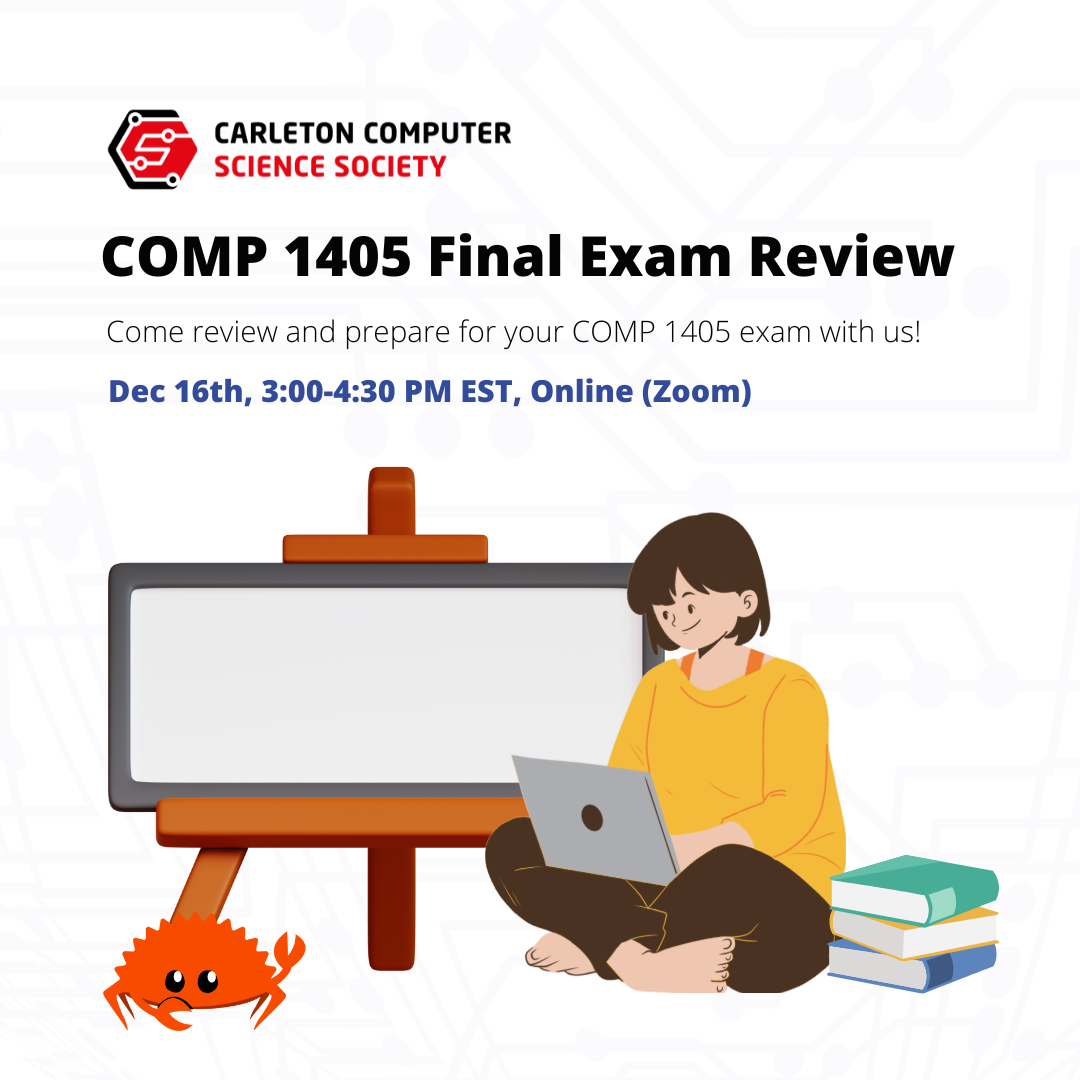 CARLETON COMPUTER
SCIENCE SOCIETY
COMP 1405 Final Exam Review
Come review and prepare for your COMP 1405 exam with us!
Dec 16th, 3:00-4:30 PM EST, Online (Zoom)